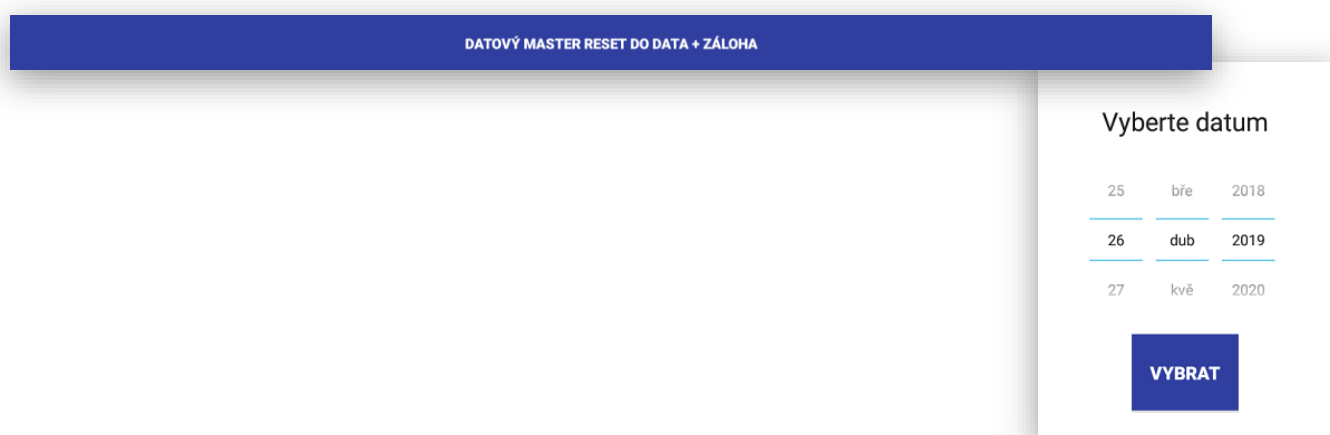 DATOVÝ MASTER RESET DO DATA + ZÁLOHA
Vyberte datum
25 bře 2018
26 dub 2019
27 kvě 2020
VYBRAT